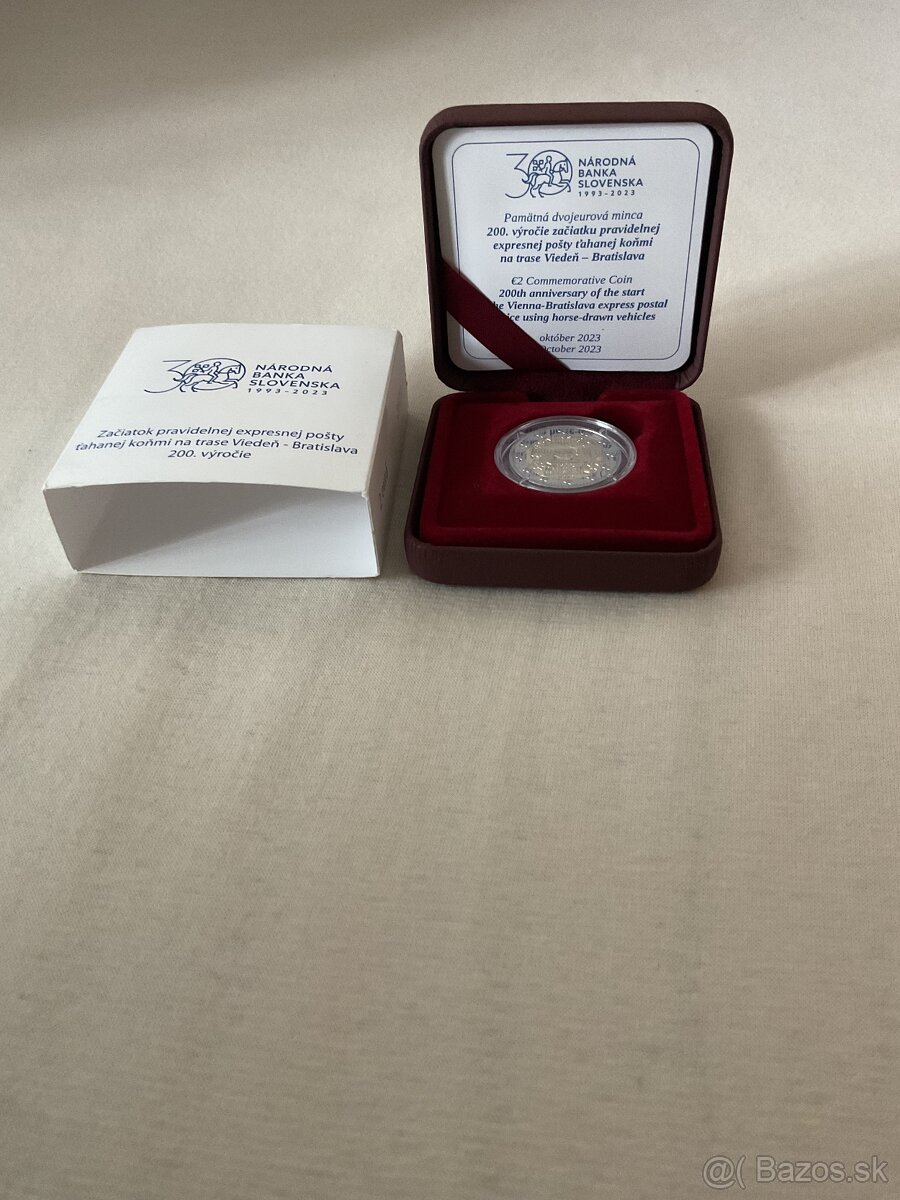 30 NÁRODNÁ
BANKA
SLOVENSKA
1993-2023
Pamätná dvojeurová minca
200. výročie začiatku pravidelnej
expresnej pošty ťahanej koňmi
na trase Viedeň – Bratislava
€2 Commemorative Coin
200th anniversary of the start
Vienna-Bratislava express postal
using horse-drawn vehicles
október 2023
2023
30 NÁRODNÁ
BANKA
SLOVENSKA
1993-2023
Začiatok pravidelnej expresnej pošty
ťahanej koňmi na trase Viedeň - Bratislava
200. výročie
@( Bazos.sk